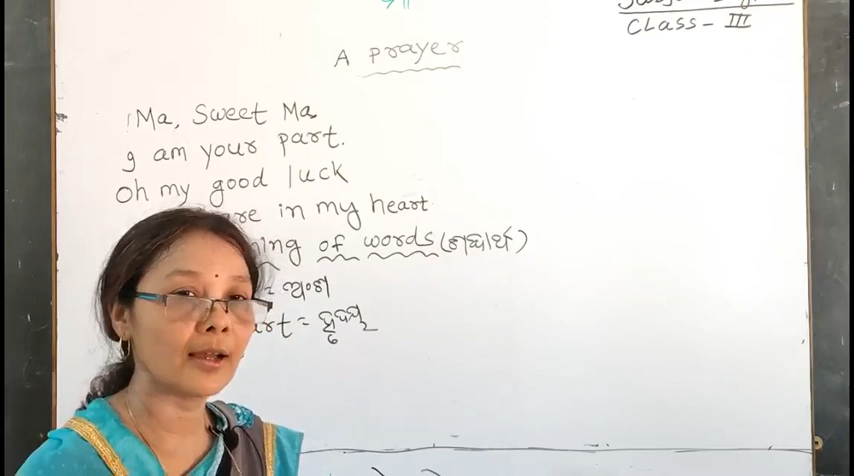 CLASS - III
A prayer
Ma, Sweet Ma
I am your part.
Oh my good luck
in my heart
of words (ଶବ୍ଦାର୍ଥ)
= ଅଂଶ
= ହୃଦୟ